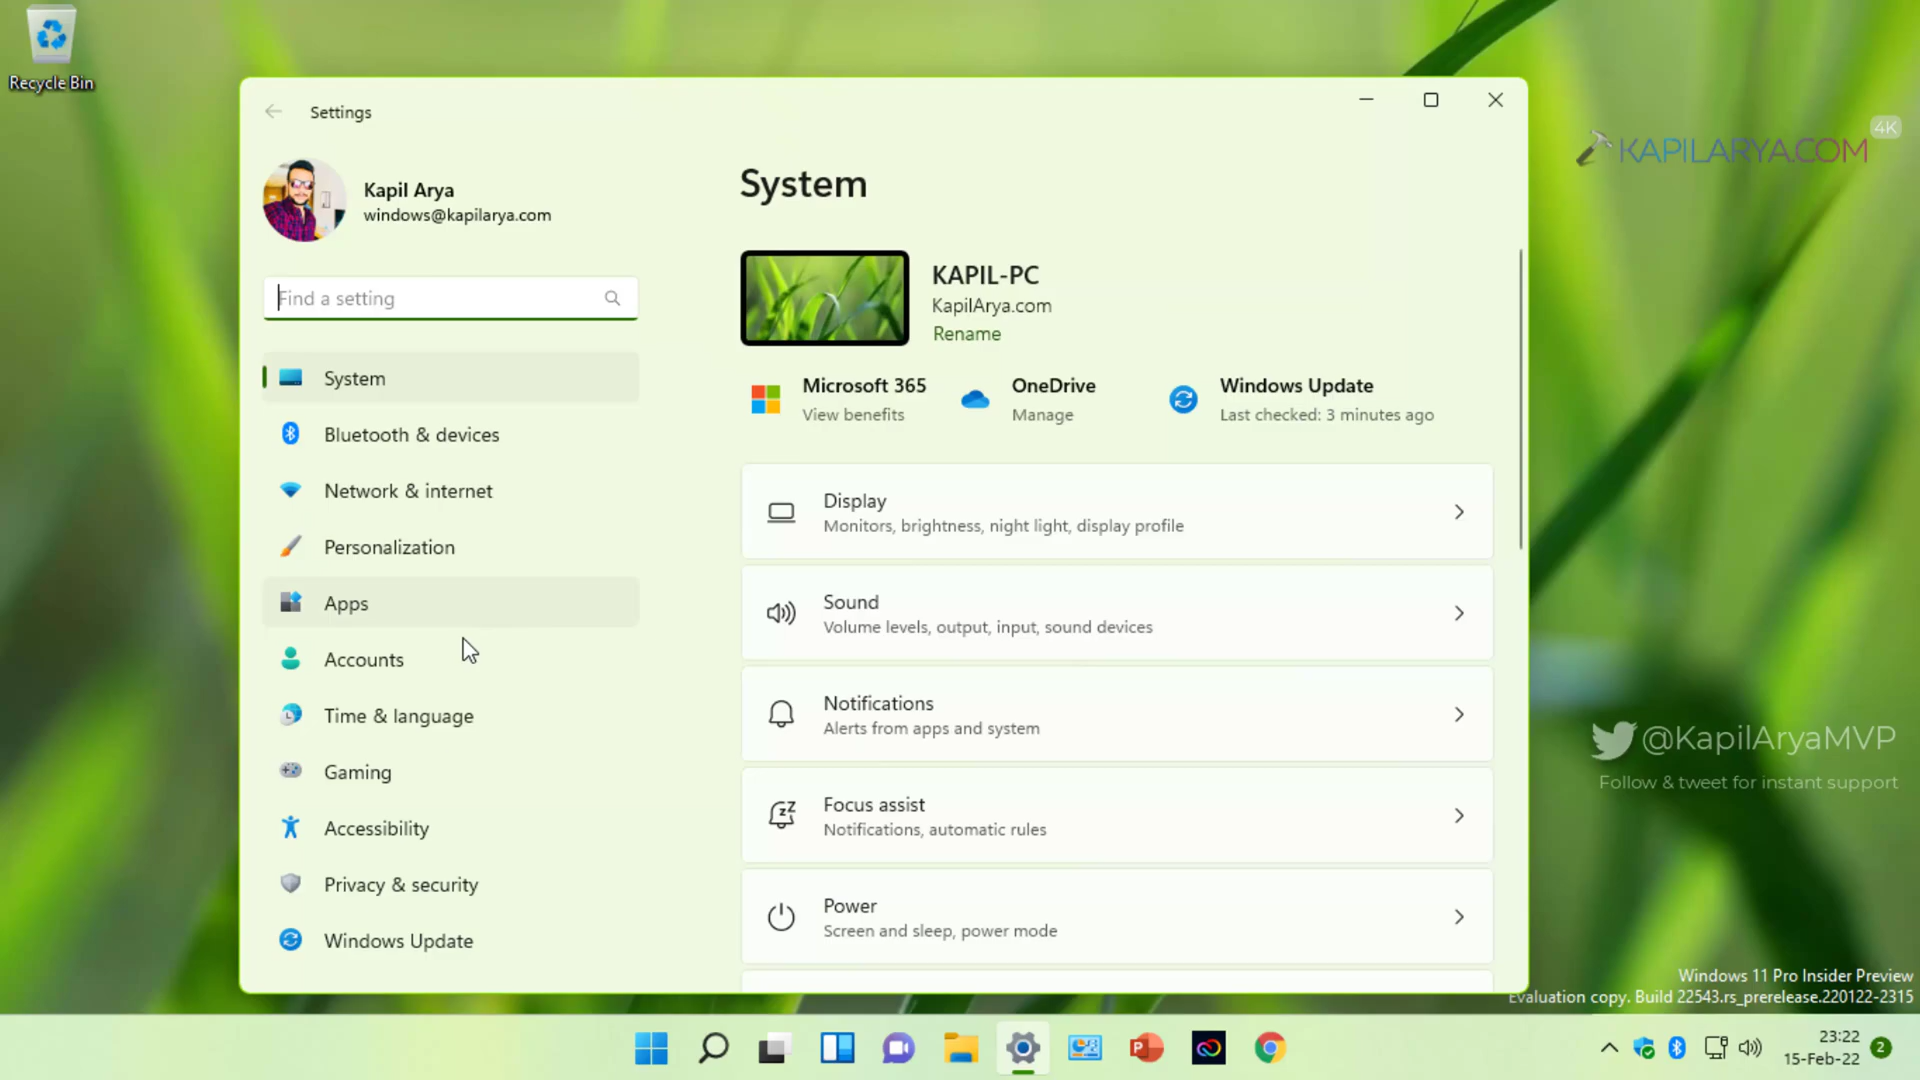 Recycle Bin
Settings
Kapil Arya
windows@kapilarya.com
Find a setting
System
Bluetooth & devices
Network & internet
Personalization
Apps
Accounts
Time & language
Gaming
Accessibility
Privacy & security
Windows Update
System
KAPIL-PC
KapilArya.com
Rename
Microsoft 365
View benefits
OneDrive
Manage
Windows Update
Last checked: 3 minutes ago
Display
Monitors, brightness, night light, display profile
Sound
Volume levels, output, input, sound devices
Notifications
Alerts from apps and system
Focus assist
Notifications, automatic rules
Power
Screen and sleep, power mode
4K
KAPILARYA.COM
@KapilAryaMVP
Follow & tweet for instant support
Windows 11 Pro Insider Preview
Evaluation copy. Build 22543.rs_prerelease.220122-2315
23:22
15-Feb-22
2